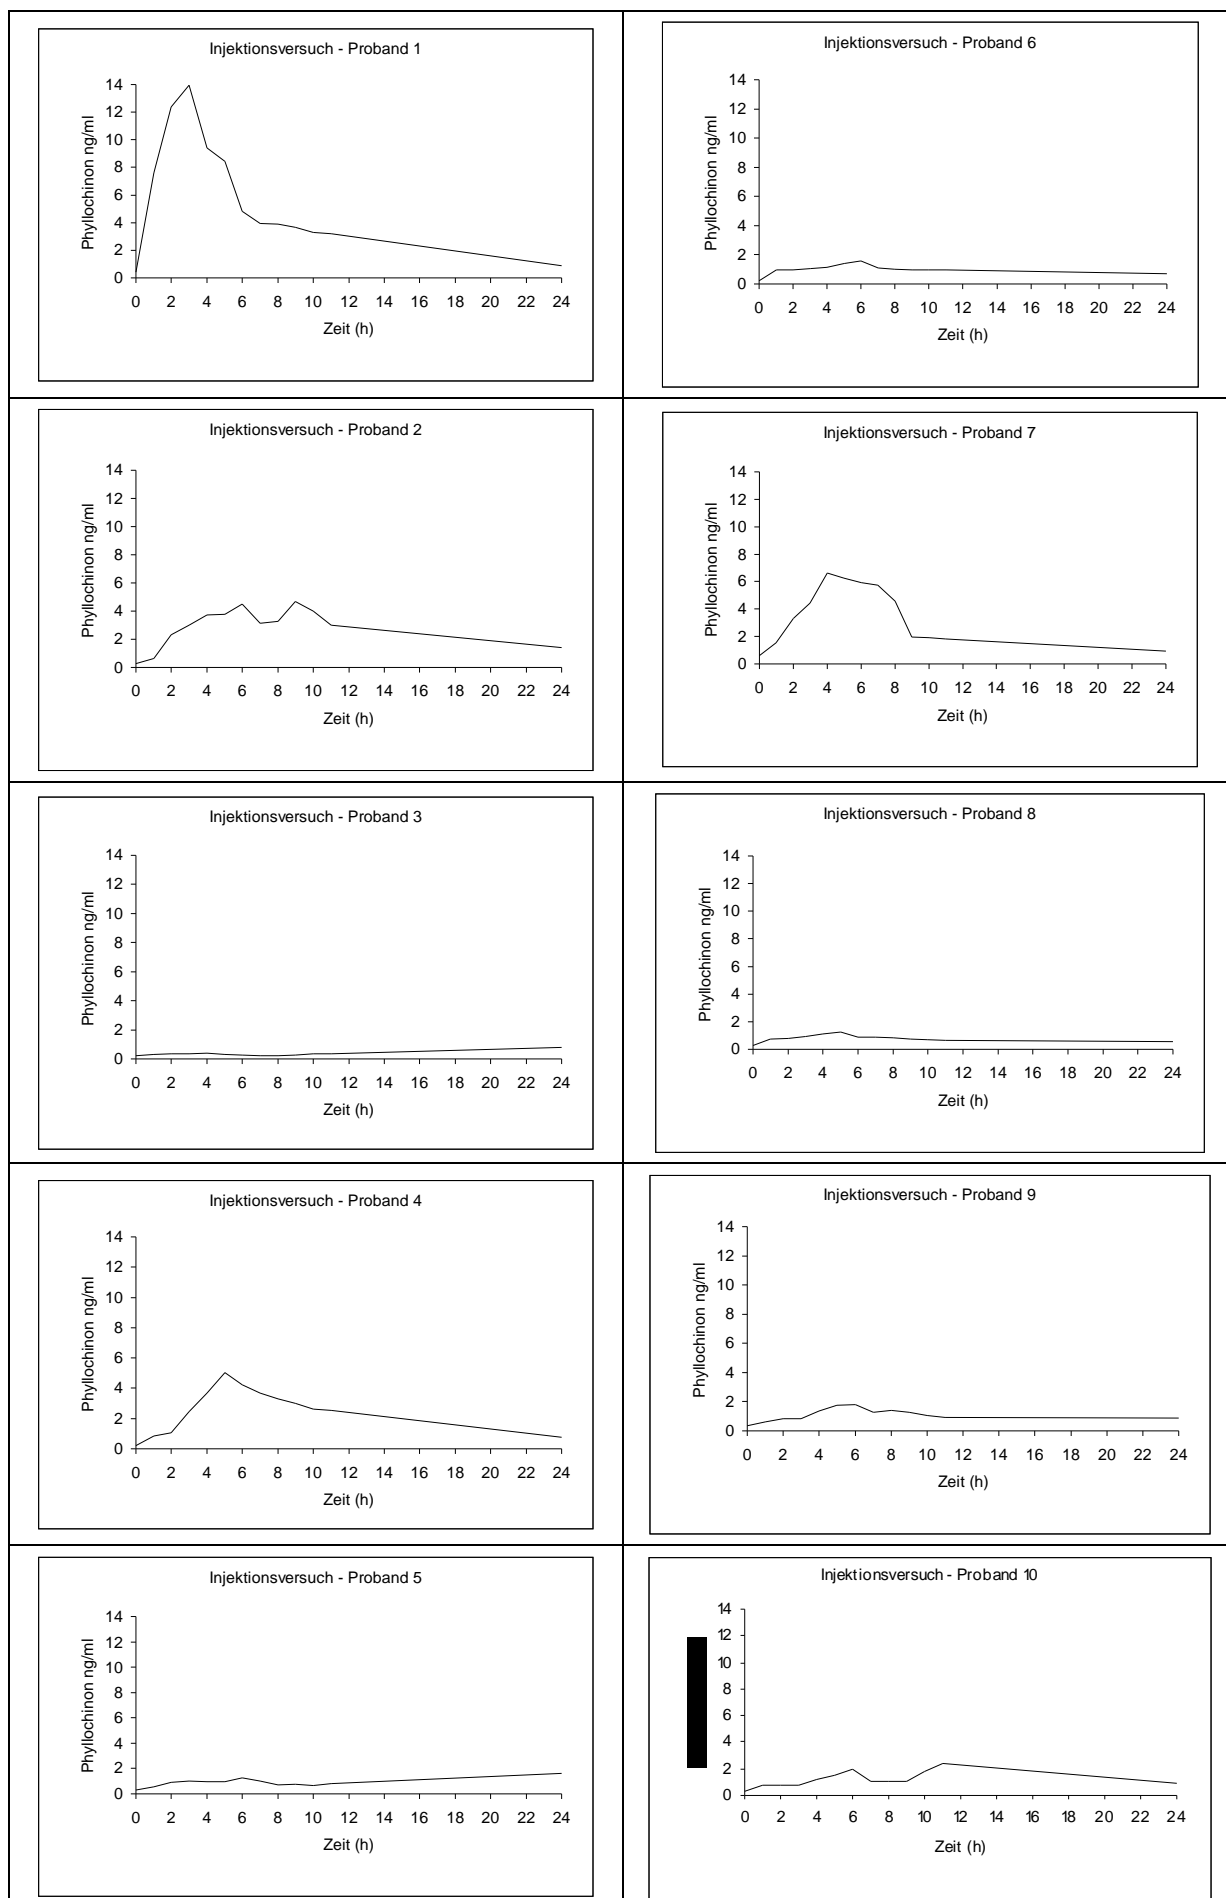 Injektionsversuch - Proband 1
Phyllochinon ng/ml
14
12
10
8
6
4
2
0
0 2 4 6 8 10 12 14 16 18 20 22 24
Zeit (h)
Injektionsversuch - Proband 6
Phyllochinon ng/ml
14
12
10
8
6
4
2
0
0 2 4 6 8 10 12 14 16 18 20 22 24
Zeit (h)
Injektionsversuch - Proband 2
Phyllochinon ng/ml
14
12
10
8
6
4
2
0
0 2 4 6 8 10 12 14 16 18 20 22 24
Zeit (h)
Injektionsversuch - Proband 7
Phyllochinon ng/ml
14
12
10
8
6
4
2
0
0 2 4 6 8 10 12 14 16 18 20 22 24
Zeit (h)
Injektionsversuch - Proband 3
Phyllochinon ng/ml
14
12
10
8
6
4
2
0
0 2 4 6 8 10 12 14 16 18 20 22 24
Zeit (h)
Injektionsversuch - Proband 8
Phyllochinon ng/ml
14
12
10
8
6
4
2
0
0 2 4 6 8 10 12 14 16 18 20 22 24
Zeit (h)
Injektionsversuch - Proband 4
Phyllochinon ng/ml
14
12
10
8
6
4
2
0
0 2 4 6 8 10 12 14 16 18 20 22 24
Zeit (h)
Injektionsversuch - Proband 9
Phyllochinon ng/ml
14
12
10
8
6
4
2
0
0 2 4 6 8 10 12 14 16 18 20 22 24
Zeit (h)
Injektionsversuch - Proband 5
Phyllochinon ng/ml
14
12
10
8
6
4
2
0
0 2 4 6 8 10 12 14 16 18 20 22 24
Zeit (h)
Injektionsversuch - Proband 10
14
12
10
8
6
4
2
0
0 2 4 6 8 10 12 14 16 18 20 22 24
Zeit (h)